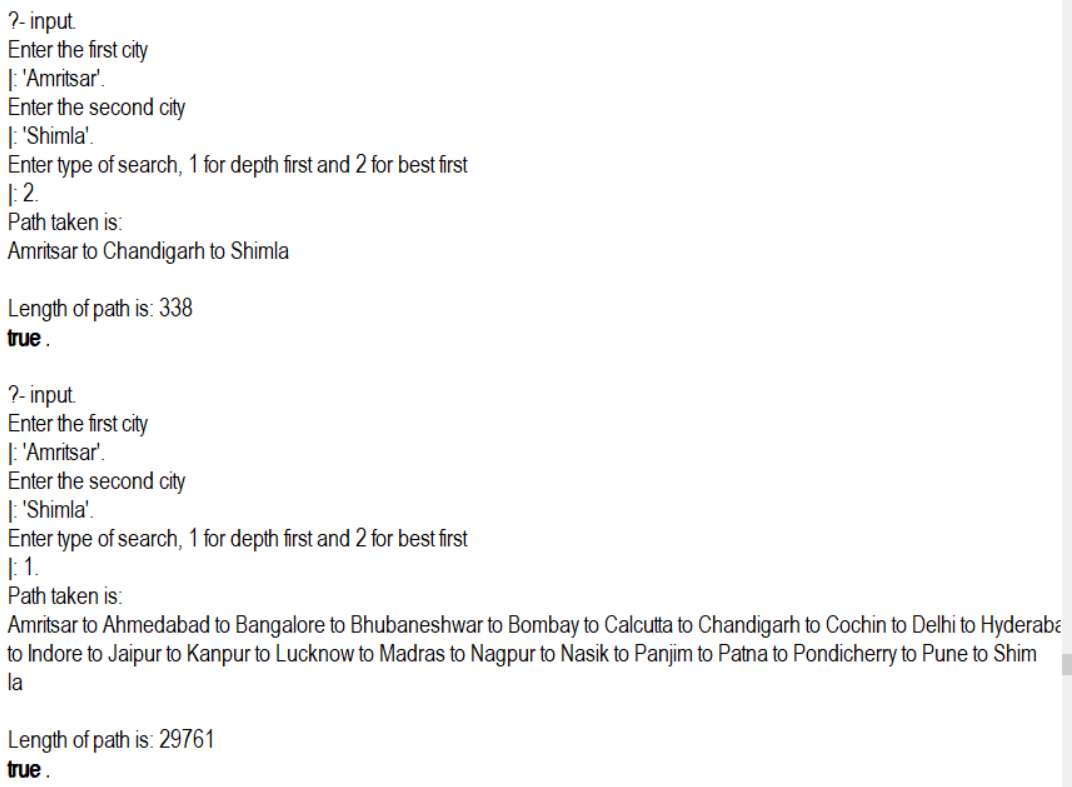 ?- input.
Enter the first city
|: 'Amritsar'.
Enter the second city
|: 'Shimla'.
Enter type of search, 1 for depth first and 2 for best first
|: 2.
Path taken is:
Amritsar to Chandigarh to Shimla
Length of path is: 338
true .
?- input.
Enter the first city
|: 'Amritsar'.
Enter the second city
|: 'Shimla'.
Enter type of search, 1 for depth first and 2 for best first
|: 1.
Path taken is:
Amritsar to Ahmedabad to Bangalore to Bhubaneshwar to Bombay to Calcutta to Chandigarh to Cochin to Delhi to Hyderaba
to Indore to Jaipur to Kanpur to Lucknow to Madras to Nagpur to Nasik to Panjim to Patna to Pondicherry to Pune to Shim
la
Length of path is: 29761
true .